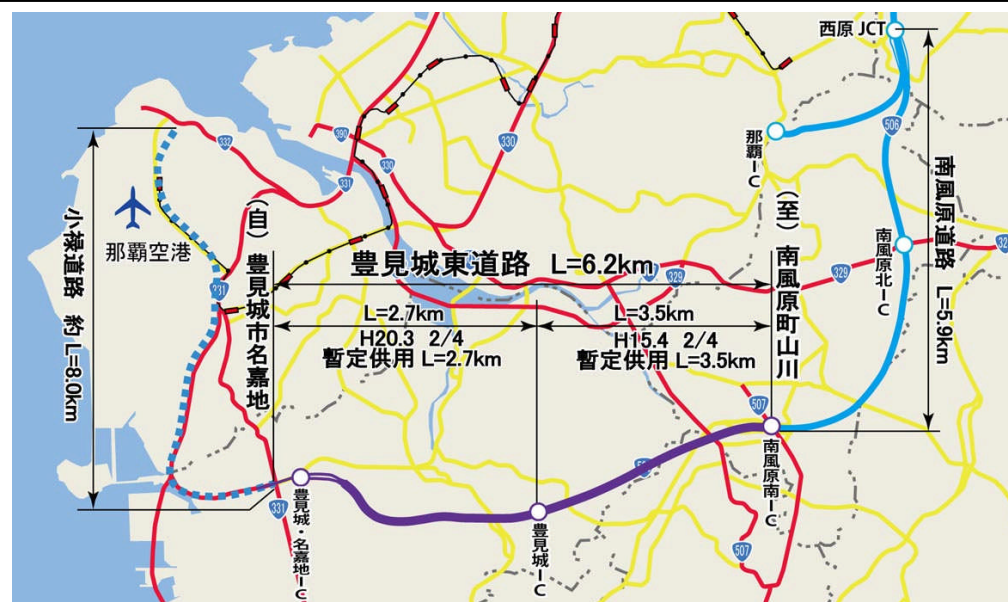 西原JCT
332
390
330
330
331
506
那覇IC
那覇空港
小禄道路 約L=8.0km
(自)豊見城市名嘉地
(至)南風原町山川
南風原道路 L=5.9km
南風原北IC
331
豊見城東道路 L=6.2km
329
329
L=2.7km
L=3.5km
H20.3 2/4
暫定供用 L=2.7km
H15.4 2/4
暫定供用 L=3.5km
507
南風原南IC
331
豊見城・名嘉地IC
豊見城IC
507